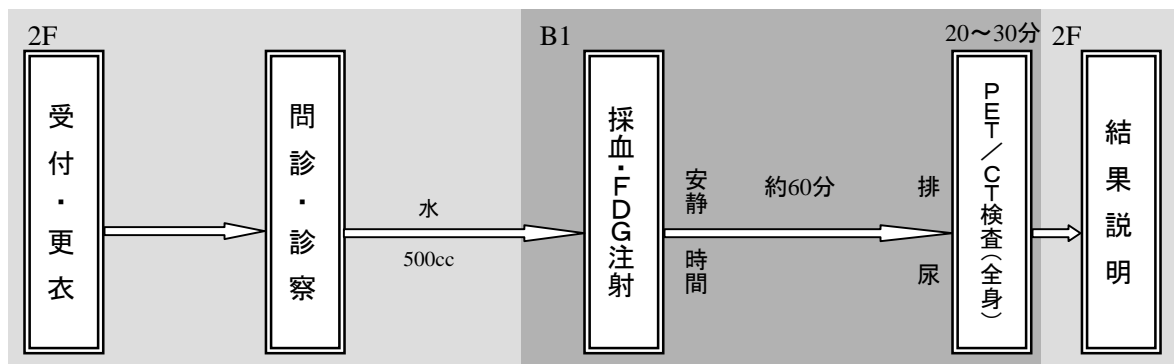 2F
受付・更衣
問診・診察
水
500cc
B1
採血・FDG注射
安静
時間
約60分
排
尿
20～30分
PET／CT検査(全身)
2F
結果説明